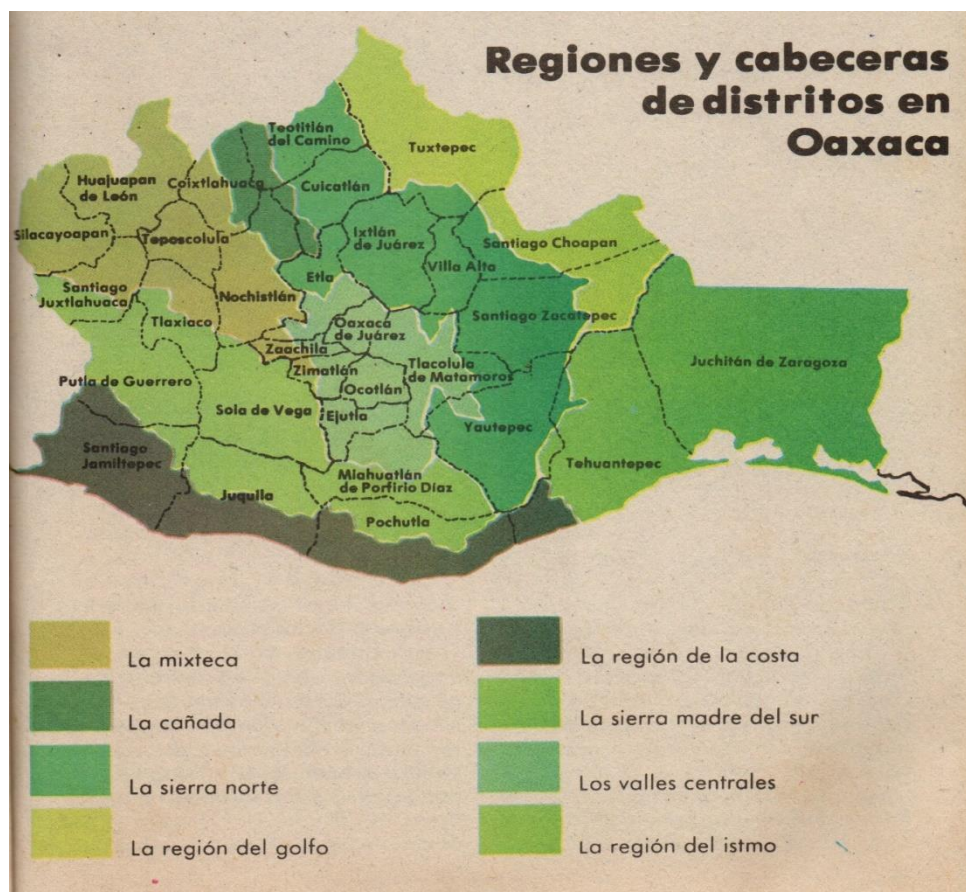 Regiones y cabeceras
de distritos en
Oaxaca
Teotitlán
del Camino
Tuxtepec
Huajuapan
de León
Coixtlahuaca
Cuicatlán
Silacayoapan
Teposcolula
Ixtlán
de Juárez
Santiago Choapan
Villa Alta
Etla
Santiago
Juxtlahuaca
Nochistlán
Tlaxiaco
Oaxaca
de Juárez
Santiago Zacatepec
Zaachila
Zimatlán
Tlacolula
de Matamoros
Juchitán de Zaragoza
Putla de Guerrero
Ocotlán
Sola de Vega
Ejutla
Yautepec
Santiago
Jamiltepec
Miahuatlán
de Porfirio Díaz
Tehuantepec
Juquila
Pochutla
La mixteca
La cañada
La sierra norte
La región del golfo
La región de la costa
La sierra madre del sur
Los valles centrales
La región del istmo